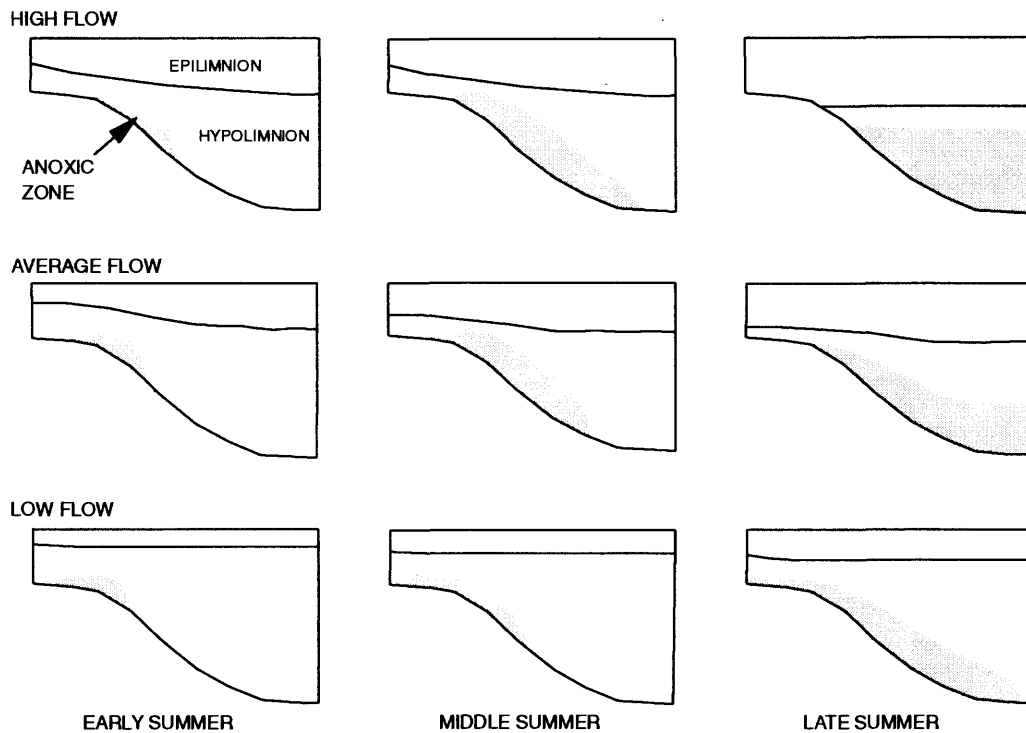 HIGH FLOW
EPILIMNION
HYPOLIMNION
ANOXIC
ZONE
AVERAGE FLOW
LOW FLOW
EARLY SUMMER
MIDDLE SUMMER
LATE SUMMER